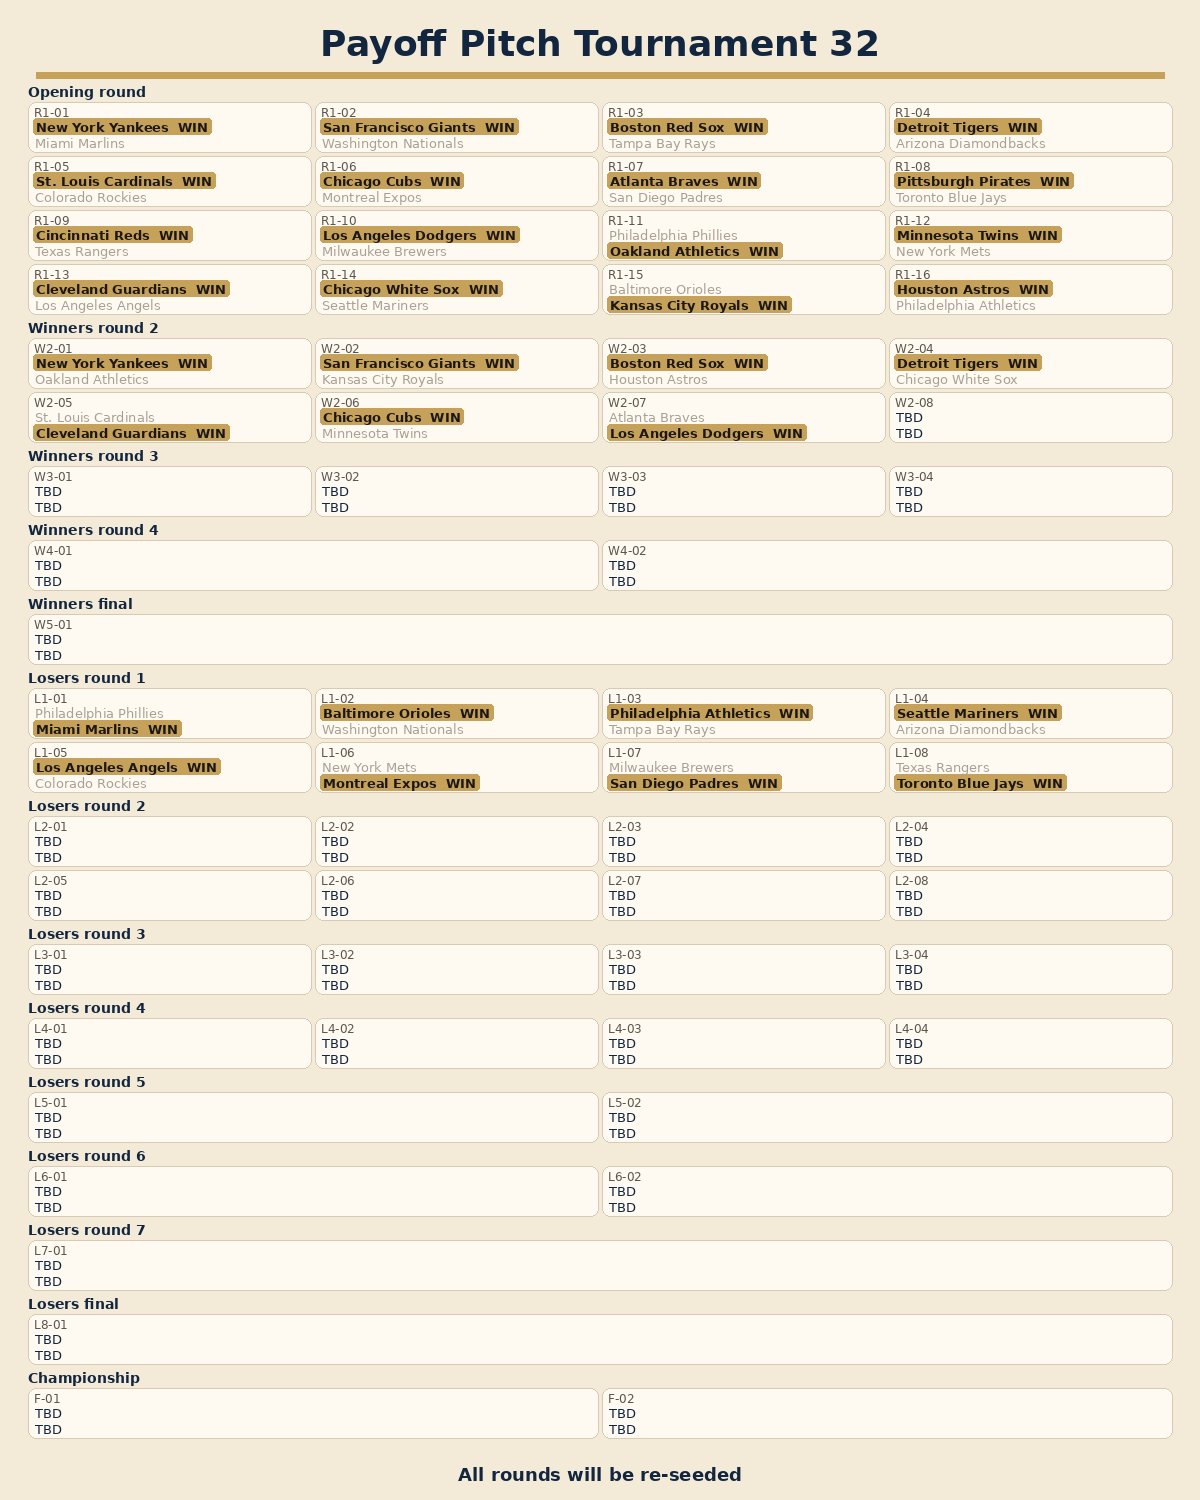 Payoff Pitch Tournament 32
Opening round
R1-01
New York Yankees WIN
Miami Marlins
R1-02
San Francisco Giants WIN
Washington Nationals
R1-03
Boston Red Sox WIN
Tampa Bay Rays
R1-04
Detroit Tigers WIN
Arizona Diamondbacks
R1-05
St. Louis Cardinals WIN
Colorado Rockies
R1-06
Chicago Cubs WIN
Montreal Expos
R1-07
Atlanta Braves WIN
San Diego Padres
R1-08
Pittsburgh Pirates WIN
Toronto Blue Jays
R1-09
Cincinnati Reds WIN
Texas Rangers
R1-10
Los Angeles Dodgers WIN
Milwaukee Brewers
R1-11
Philadelphia Phillies
Oakland Athletics WIN
R1-12
Minnesota Twins WIN
New York Mets
R1-13
Cleveland Guardians WIN
Los Angeles Angels
R1-14
Chicago White Sox WIN
Seattle Mariners
R1-15
Baltimore Orioles
Kansas City Royals WIN
R1-16
Houston Astros WIN
Philadelphia Athletics
Winners round 2
W2-01
New York Yankees WIN
Oakland Athletics
W2-02
San Francisco Giants WIN
Kansas City Royals
W2-03
Boston Red Sox WIN
Houston Astros
W2-04
Detroit Tigers WIN
Chicago White Sox
W2-05
St. Louis Cardinals
Cleveland Guardians WIN
W2-06
Chicago Cubs WIN
Minnesota Twins
W2-07
Atlanta Braves
Los Angeles Dodgers WIN
W2-08
TBD
TBD
Winners round 3
W3-01
TBD
TBD
W3-02
TBD
TBD
W3-03
TBD
TBD
W3-04
TBD
TBD
Winners round 4
W4-01
TBD
TBD
W4-02
TBD
TBD
Winners final
W5-01
TBD
TBD
Losers round 1
L1-01
Philadelphia Phillies
Miami Marlins WIN
L1-02
Baltimore Orioles WIN
Washington Nationals
L1-03
Philadelphia Athletics WIN
Tampa Bay Rays
L1-04
Seattle Mariners WIN
Arizona Diamondbacks
L1-05
Los Angeles Angels WIN
Colorado Rockies
L1-06
New York Mets
Montreal Expos WIN
L1-07
Milwaukee Brewers
San Diego Padres WIN
L1-08
Texas Rangers
Toronto Blue Jays WIN
Losers round 2
L2-01
TBD
TBD
L2-02
TBD
TBD
L2-03
TBD
TBD
L2-04
TBD
TBD
L2-05
TBD
TBD
L2-06
TBD
TBD
L2-07
TBD
TBD
L2-08
TBD
TBD
Losers round 3
L3-01
TBD
TBD
L3-02
TBD
TBD
L3-03
TBD
TBD
L3-04
TBD
TBD
Losers round 4
L4-01
TBD
TBD
L4-02
TBD
TBD
L4-03
TBD
TBD
L4-04
TBD
TBD
Losers round 5
L5-01
TBD
TBD
L5-02
TBD
TBD
Losers round 6
L6-01
TBD
TBD
L6-02
TBD
TBD
Losers round 7
L7-01
TBD
TBD
Losers final
L8-01
TBD
TBD
Championship
F-01
TBD
TBD
F-02
TBD
TBD
All rounds will be re-seeded